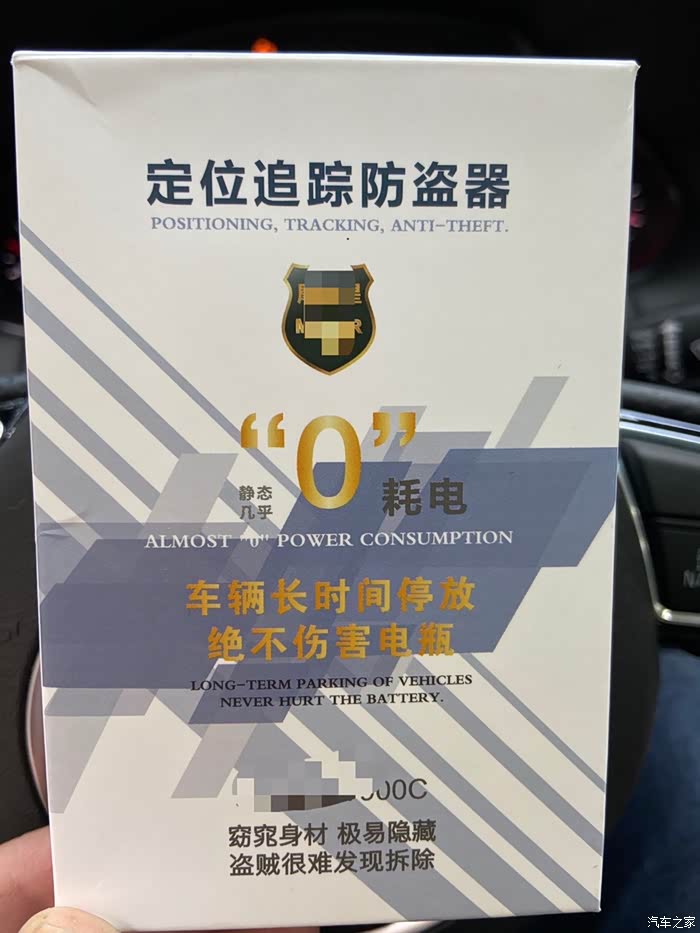 定位追踪防盗器
POSITIONING, TRACKING, ANTI-THEFT.
静态
几乎
“0”
耗电
ALMOST "0" POWER CONSUMPTION
车辆长时间停放
绝不伤害电瓶
LONG-TERM PARKING OF VEHICLES
NEVER HURT THE BATTERY.
00C
窈窕身材 极易隐藏
盗贼很难发现拆除
汽车之家